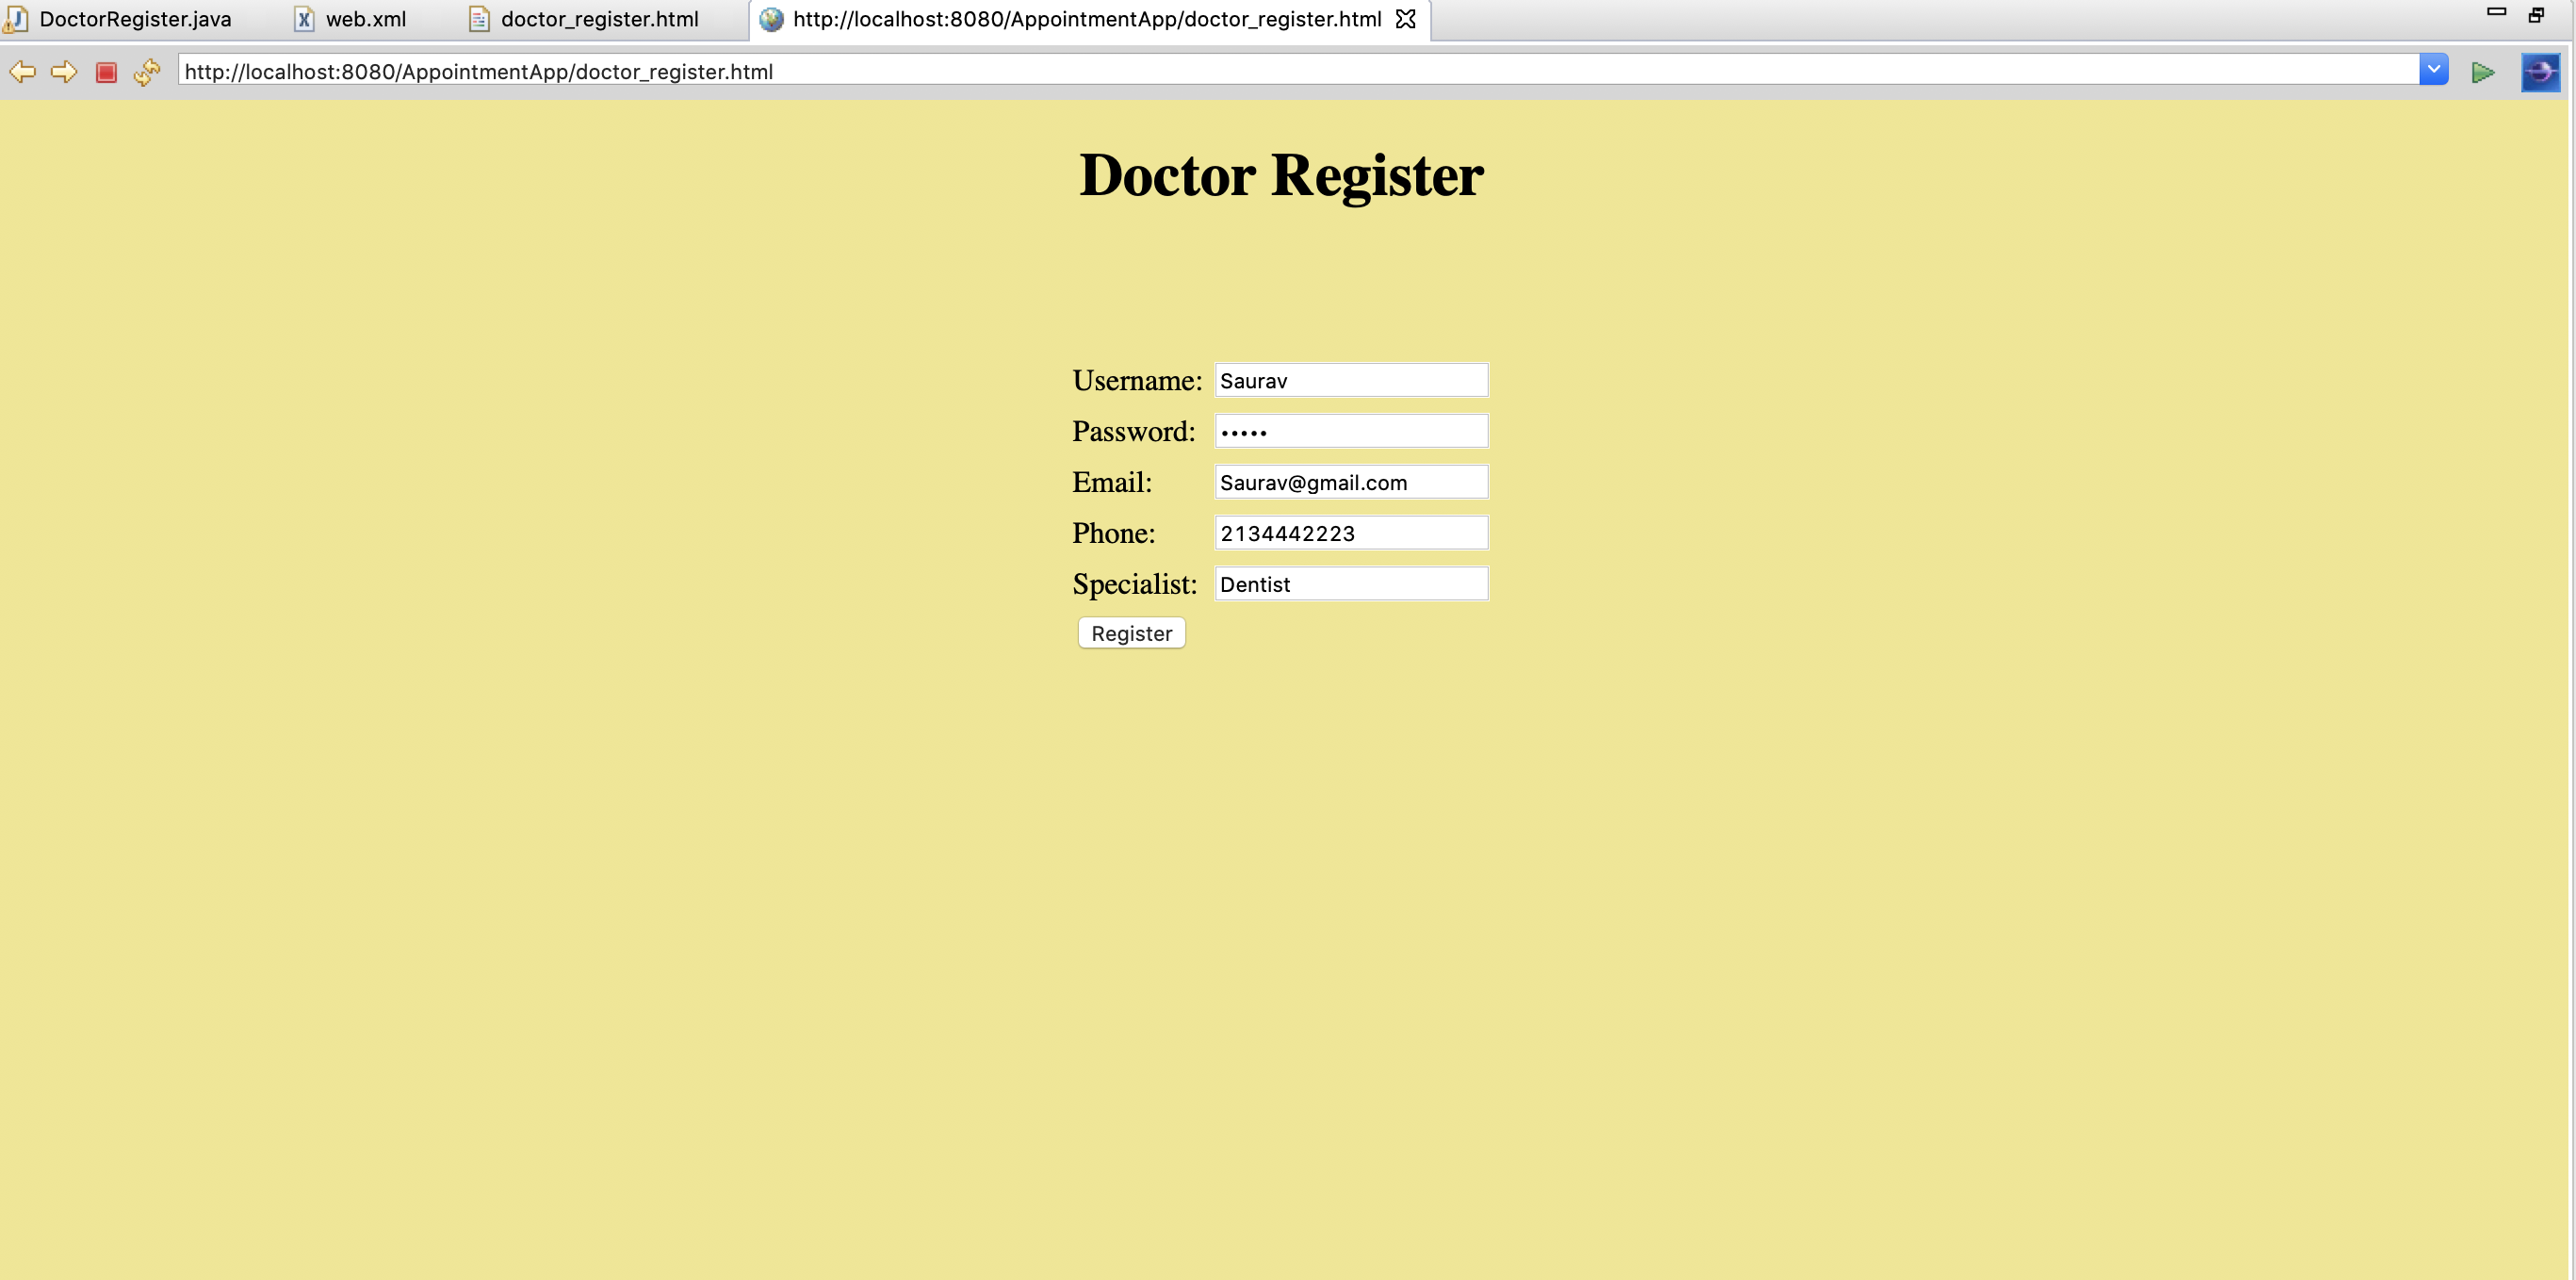 DoctorRegister.java web.xml doctor_register.html http://localhost:8080/AppointmentApp/doctor_register.html
http://localhost:8080/AppointmentApp/doctor_register.html
Doctor Register
Username: Saurav
Password: •••••
Email: Saurav@gmail.com
Phone: 2134442223
Specialist: Dentist
Register